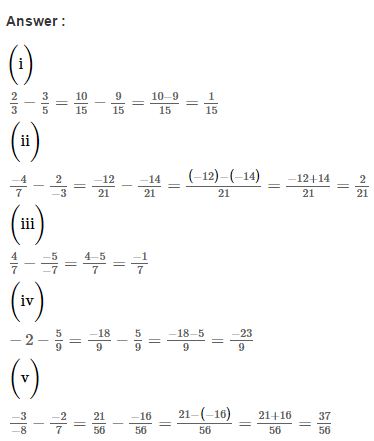 Answer :
(i)
2/3 − 3/5 = 10/15 − 9/15 = (10−9)/15 = 1/15
(ii)
−4/7 − 2/−3 = −12/21 − −14/21 = ((−12)−(−14))/21 = (−12+14)/21 = 2/21
(iii)
4/7 − −5/−7 = (4−5)/7 = −1/7
(iv)
−2 − 5/9 = −18/9 − 5/9 = (−18−5)/9 = −23/9
(v)
−3/−8 − −2/7 = 21/56 − −16/56 = (21−(−16))/56 = (21+16)/56 = 37/56